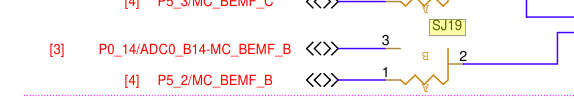 [4] P5_3/MC_BEMF_C
A
SJ19
[3] P0_14/ADC0_B14-MC_BEMF_B 3
B
2
[4] P5_2/MC_BEMF_B 1
A